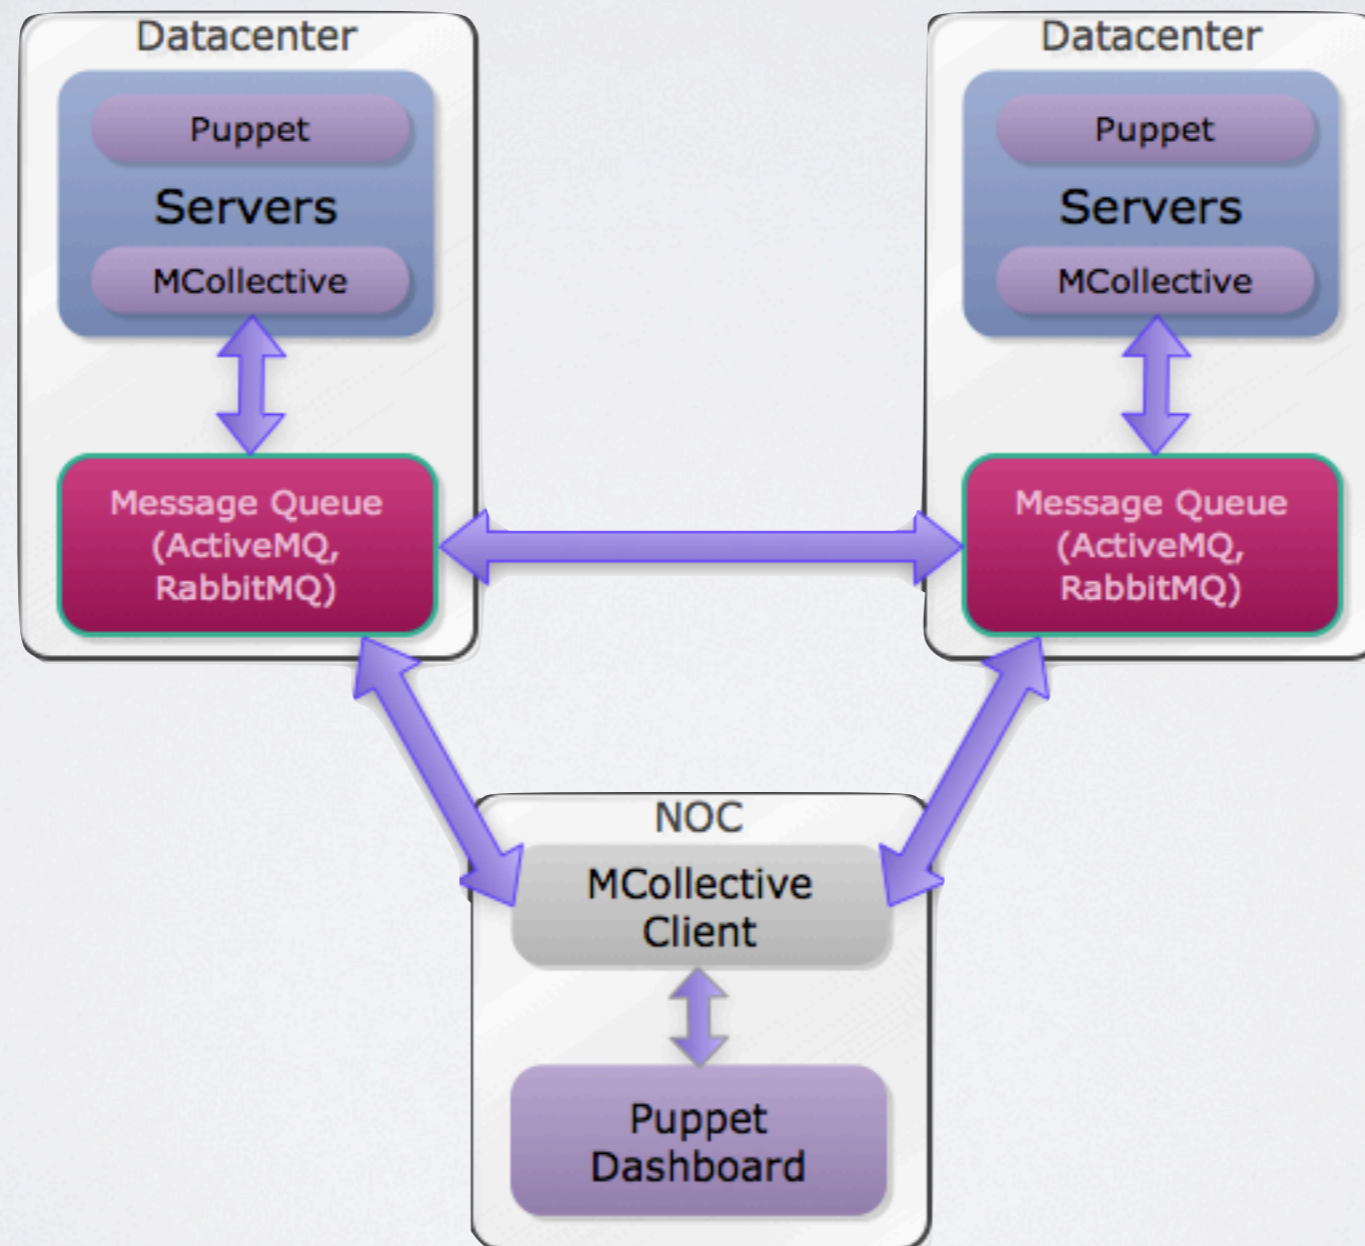 Datacenter
Puppet
Servers
MCollective
Message Queue
(ActiveMQ,
RabbitMQ)
Datacenter
Puppet
Servers
MCollective
Message Queue
(ActiveMQ,
RabbitMQ)
NOC
MCollective
Client
Puppet
Dashboard